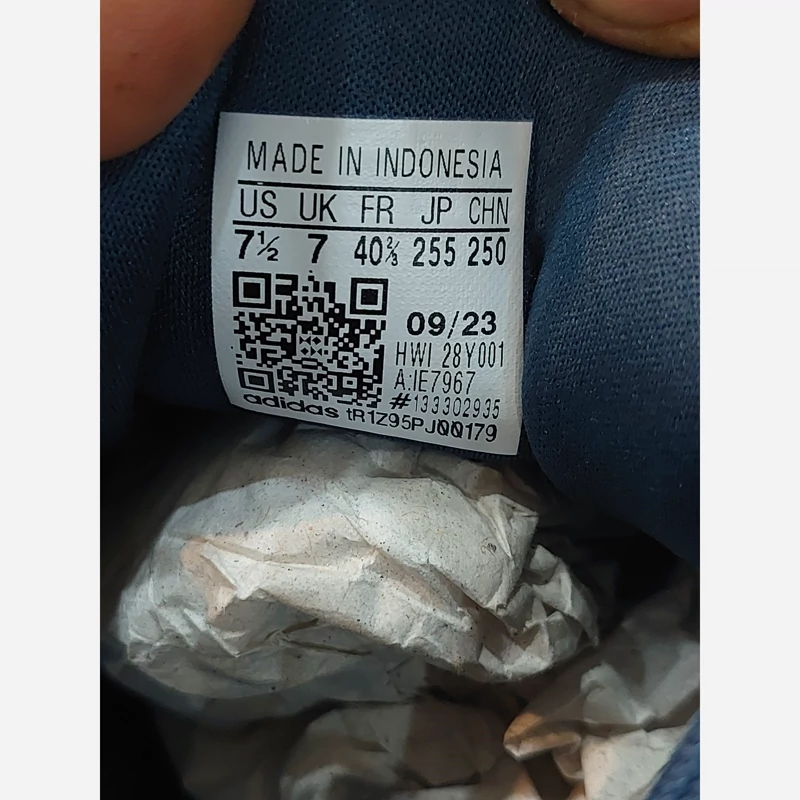 MADE IN INDONESIA
US UK FR JP CHN
7½ 7 40⅔ 255 250
09/23
HWI 28Y001
A:IE7967
#133302935
adidas tR1Z95PJQQ179